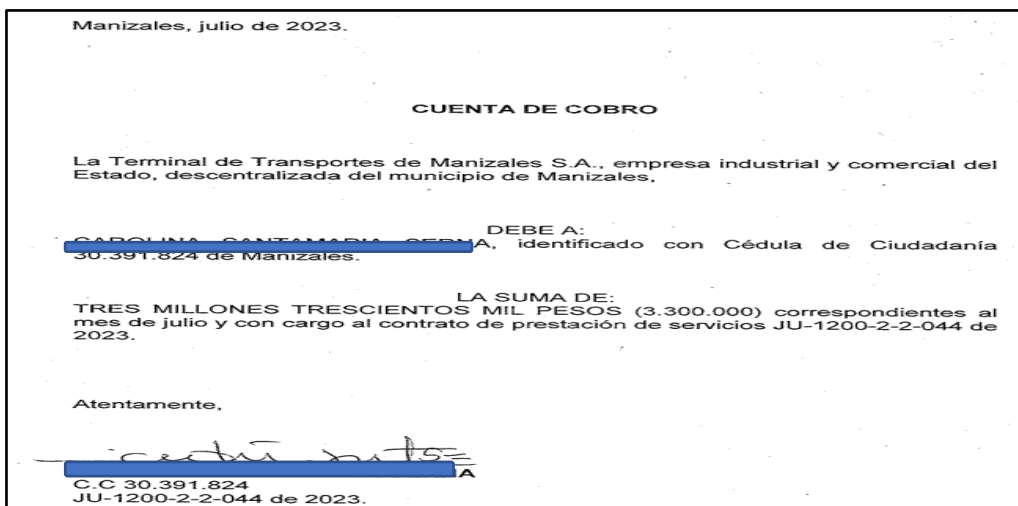 Manizales, julio de 2023.
CUENTA DE COBRO
La Terminal de Transportes de Manizales S.A., empresa industrial y comercial del
Estado, descentralizada del municipio de Manizales,
DEBE A:
A, identificado con Cédula de Ciudadanía
30.391.824 de Manizales.
LA SUMA DE:
TRES MILLONES TRESCIENTOS MIL PESOS (3.300.000) correspondientes al
mes de julio y con cargo al contrato de prestación de servicios JU-1200-2-2-044 de
2023.
Atentamente,
A
C.C 30.391.824
JU-1200-2-2-044 de 2023.